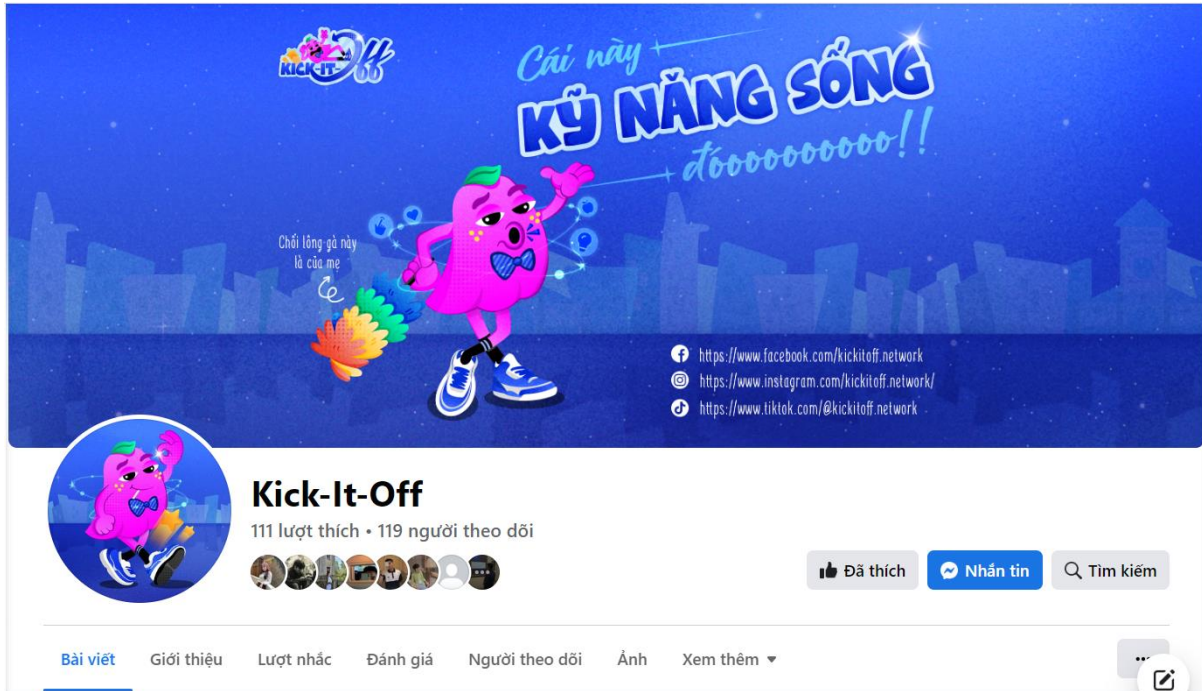 KICK-IT-Off
Cái này
KỸ NĂNG SỐNG
đóoooooooooo!!
Chổi lông gà này
là của mẹ
https://www.facebook.com/kickitoff.network
https://www.instagram.com/kickitoff.network/
https://www.tiktok.com/@kickitoff.network
Kick-It-Off
111 lượt thích • 119 người theo dõi
Đã thích Nhắn tin Tìm kiếm
Bài viết Giới thiệu Lượt nhắc Đánh giá Người theo dõi Ảnh Xem thêm